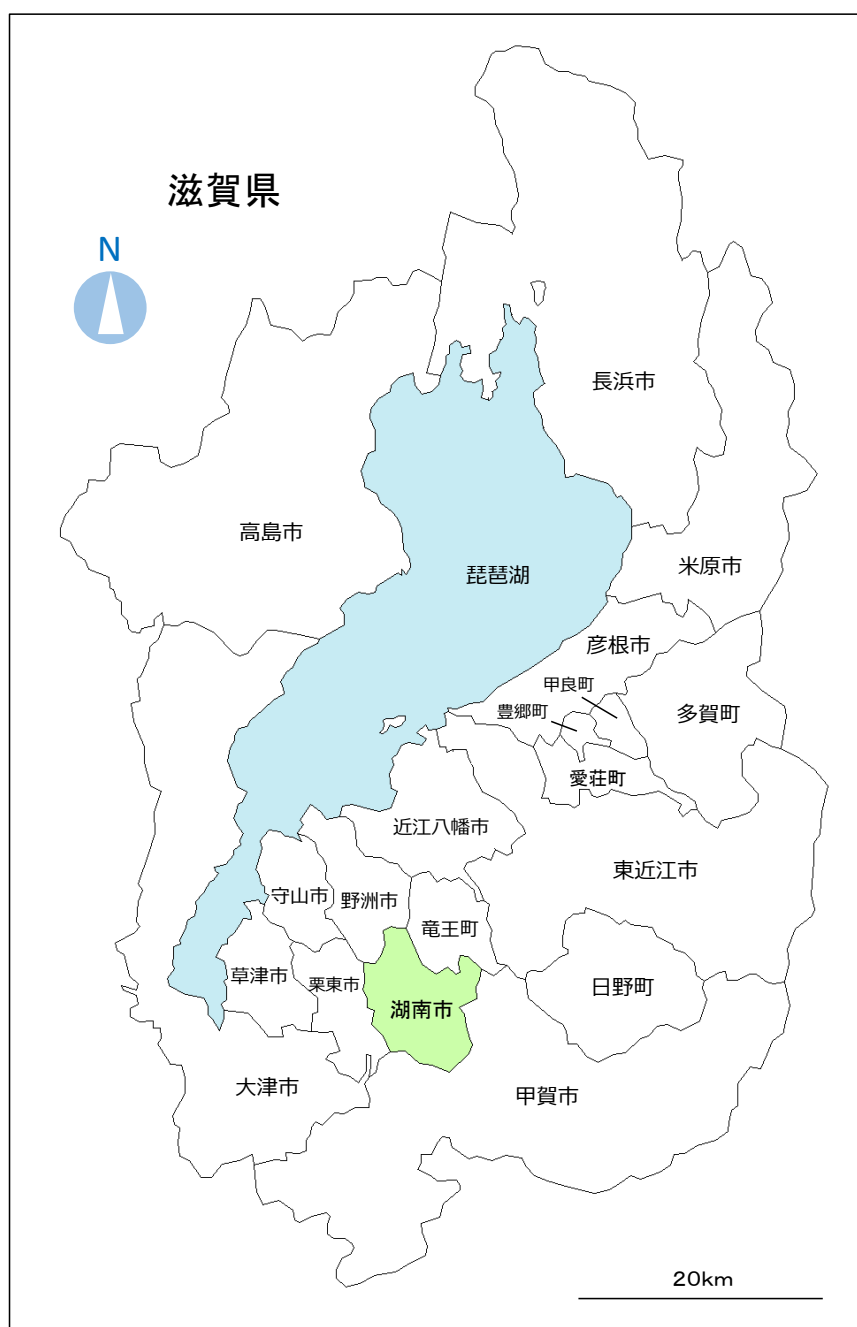 滋賀県
N
長浜市
高島市
米原市
琵琶湖
彦根市
甲良町
豊郷町
多賀町
愛荘町
近江八幡市
東近江市
守山市
野洲市
竜王町
草津市
栗東市
日野町
湖南市
大津市
甲賀市
20km